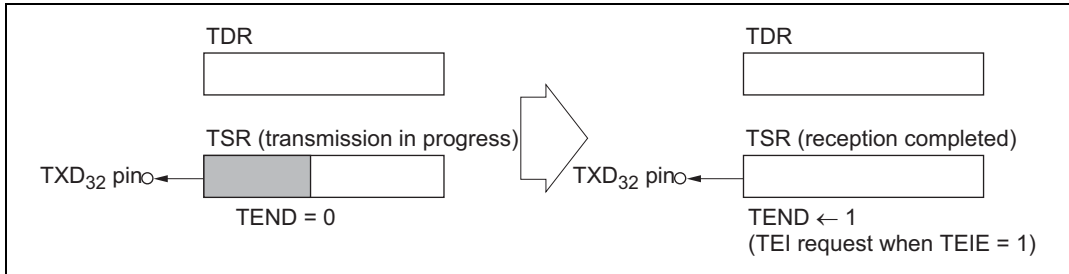 TDR
TSR (transmission in progress)
TXD32 pin
TEND = 0
TDR
TSR (reception completed)
TXD32 pin
TEND ← 1
(TEI request when TEIE = 1)